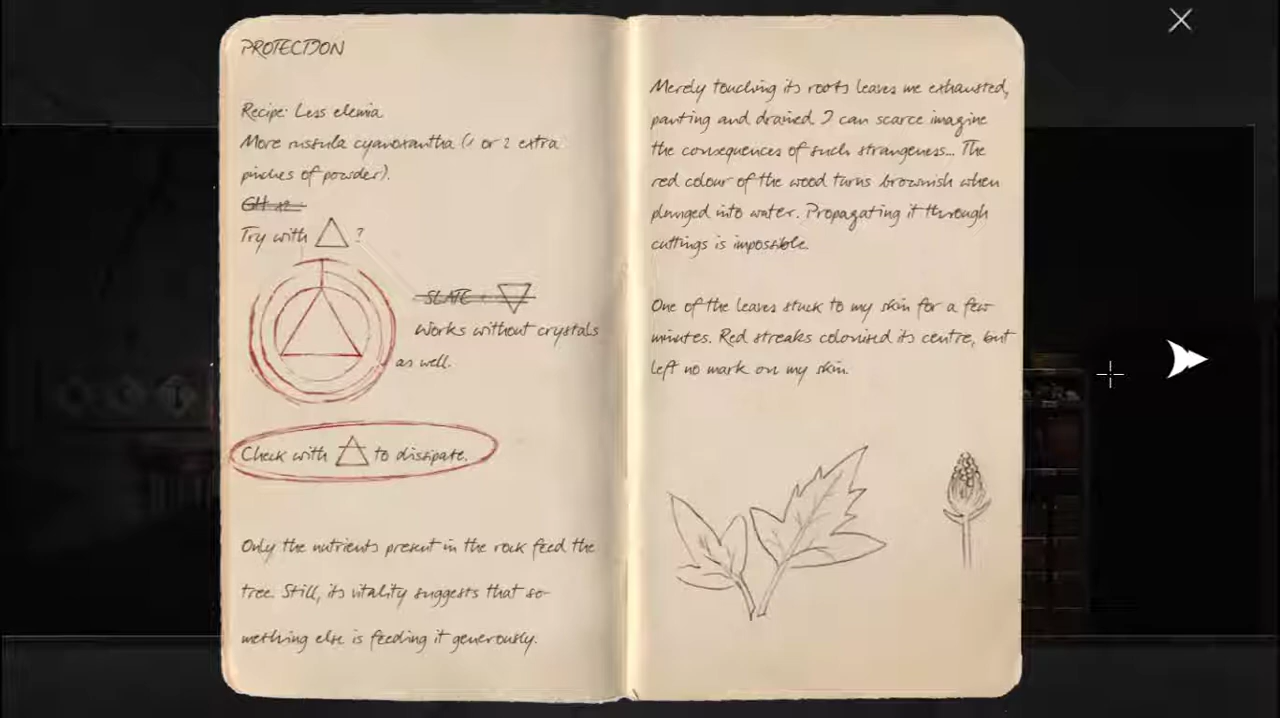 PROTECTION
Recipe: Less elemia
More russula cyanoxantha (1 or 2 extra
pinches of powder).
GH x2
Try with ?
SLATE +
Works without crystals
as well.
Check with to dissipate.
Only the nutrients present in the rock feed the
tree. Still, its vitality suggests that so-
mething else is feeding it generously.
Merely touching its roots leaves me exhausted,
panting and drained. I can scarce imagine
the consequences of such strangeness... The
red colour of the wood turns brownish when
plunged into water. Propagating it through
cuttings is impossible.
One of the leaves stuck to my skin for a few
minutes. Red streaks colonised its centre, but
left no mark on my skin.